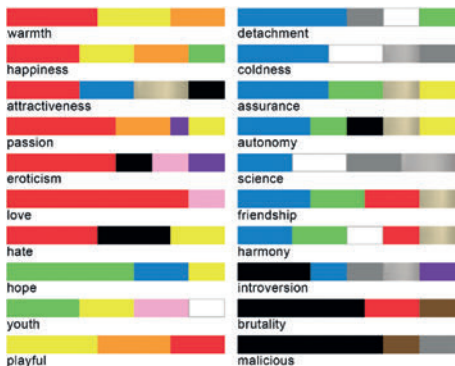 warmth
happiness
attractiveness
passion
eroticism
love
hate
hope
youth
playful
detachment
coldness
assurance
autonomy
science
friendship
harmony
introversion
brutality
malicious